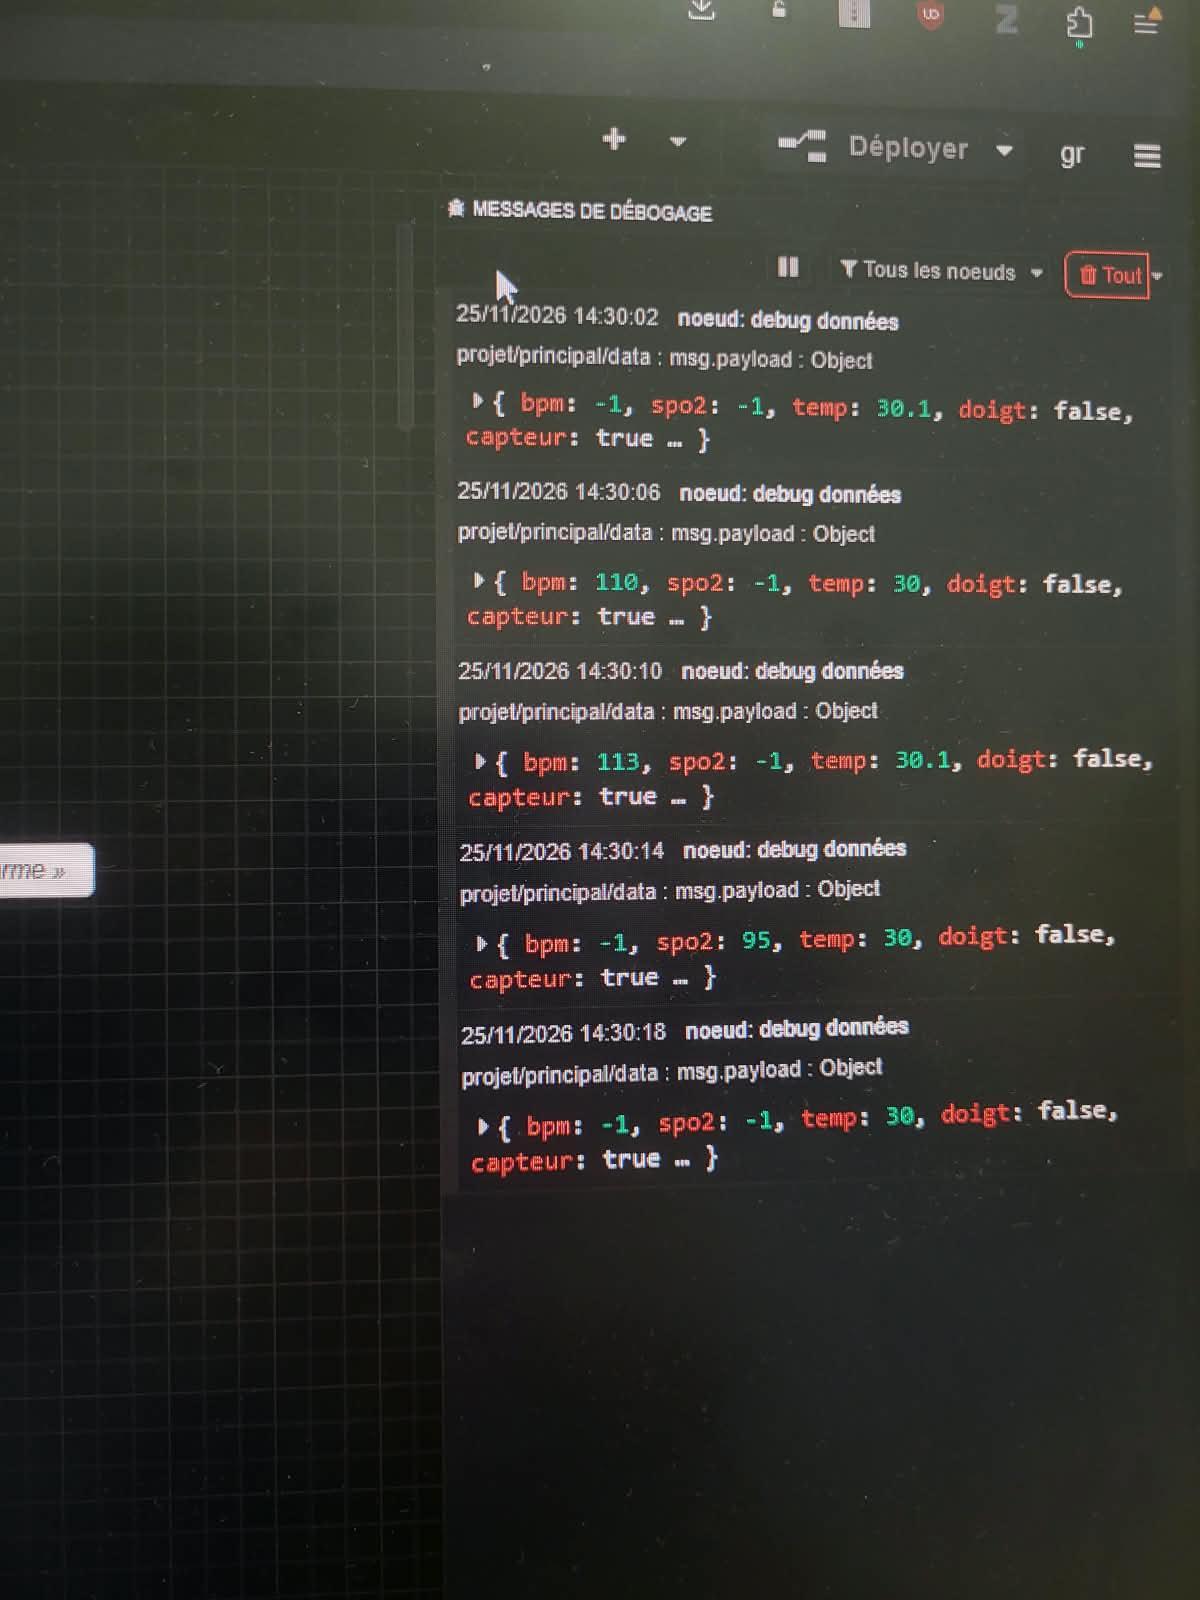 Déployer gr
MESSAGES DE DÉBOGAGE
Tous les noeuds Tout
25/11/2026 14:30:02 noeud: debug données
projet/principal/data : msg.payload : Object
{ bpm: -1, spo2: -1, temp: 30.1, doigt: false,
capteur: true … }
25/11/2026 14:30:06 noeud: debug données
projet/principal/data : msg.payload : Object
{ bpm: 110, spo2: -1, temp: 30, doigt: false,
capteur: true … }
25/11/2026 14:30:10 noeud: debug données
projet/principal/data : msg.payload : Object
{ bpm: 113, spo2: -1, temp: 30.1, doigt: false,
capteur: true … }
rme »
25/11/2026 14:30:14 noeud: debug données
projet/principal/data : msg.payload : Object
{ bpm: -1, spo2: 95, temp: 30, doigt: false,
capteur: true … }
25/11/2026 14:30:18 noeud: debug données
projet/principal/data : msg.payload : Object
{ bpm: -1, spo2: -1, temp: 30, doigt: false,
capteur: true … }